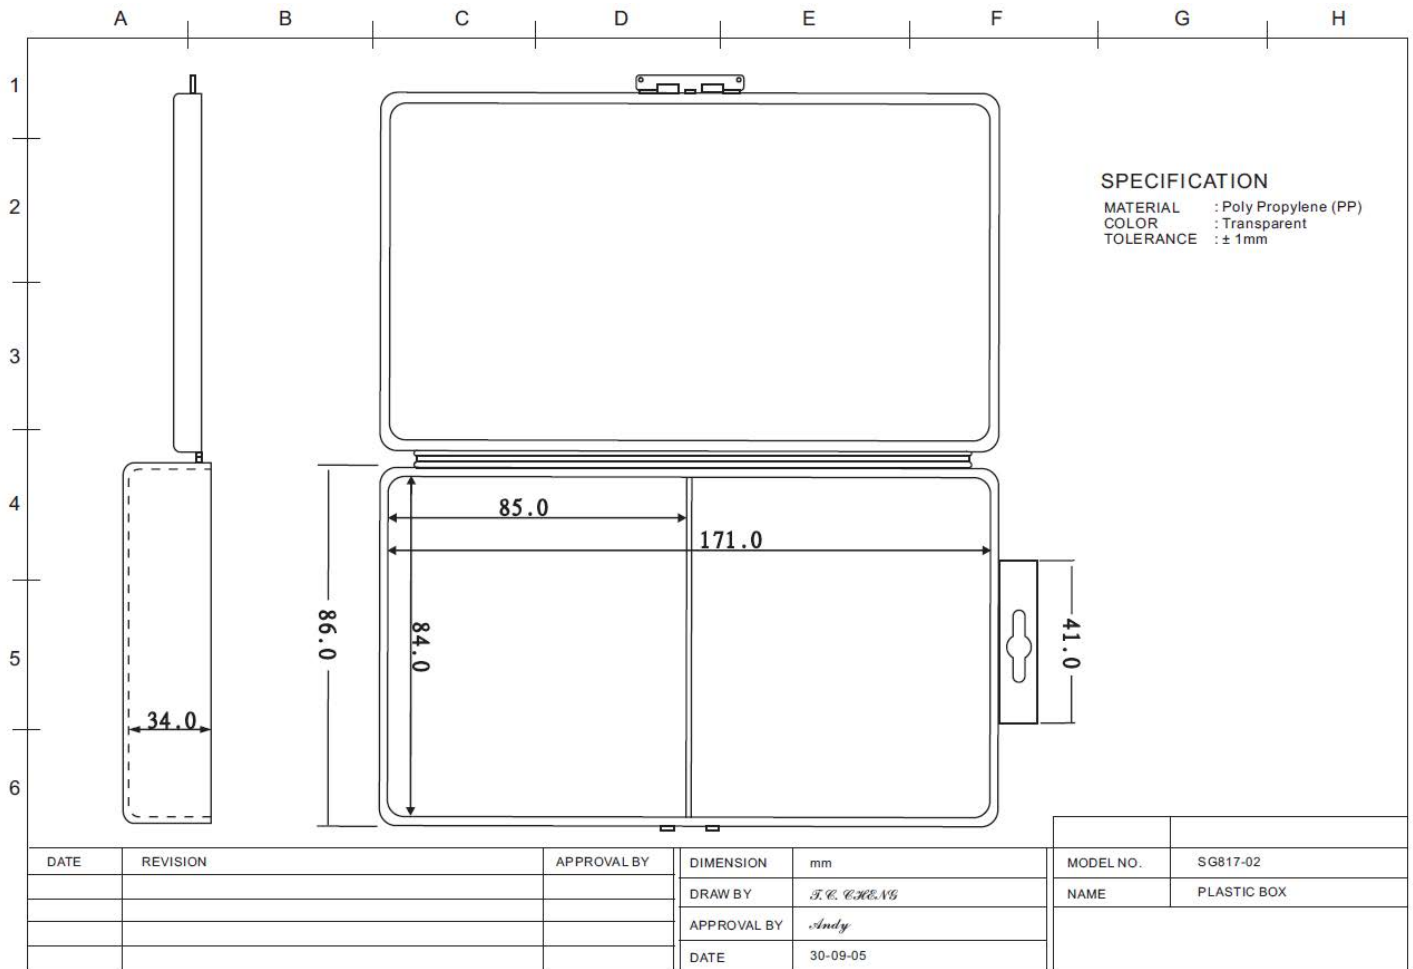 A B C D E F G H
1
2
3
4
5
6
SPECIFICATION
MATERIAL : Poly Propylene (PP)
COLOR : Transparent
TOLERANCE : ± 1mm
85.0
171.0
86.0
84.0
41.0
34.0
DATE REVISION APPROVAL BY
DIMENSION mm
DRAW BY T.C. CHENG
APPROVAL BY Andy
DATE 30-09-05
MODEL NO. SG817-02
NAME PLASTIC BOX